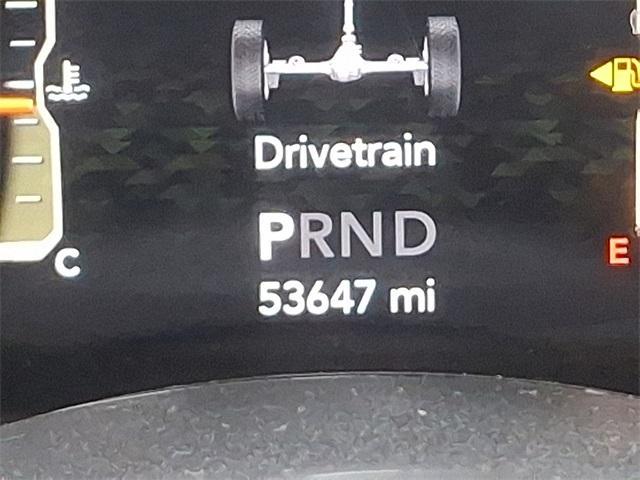 Drivetrain
PRND
53647 mi
C
E